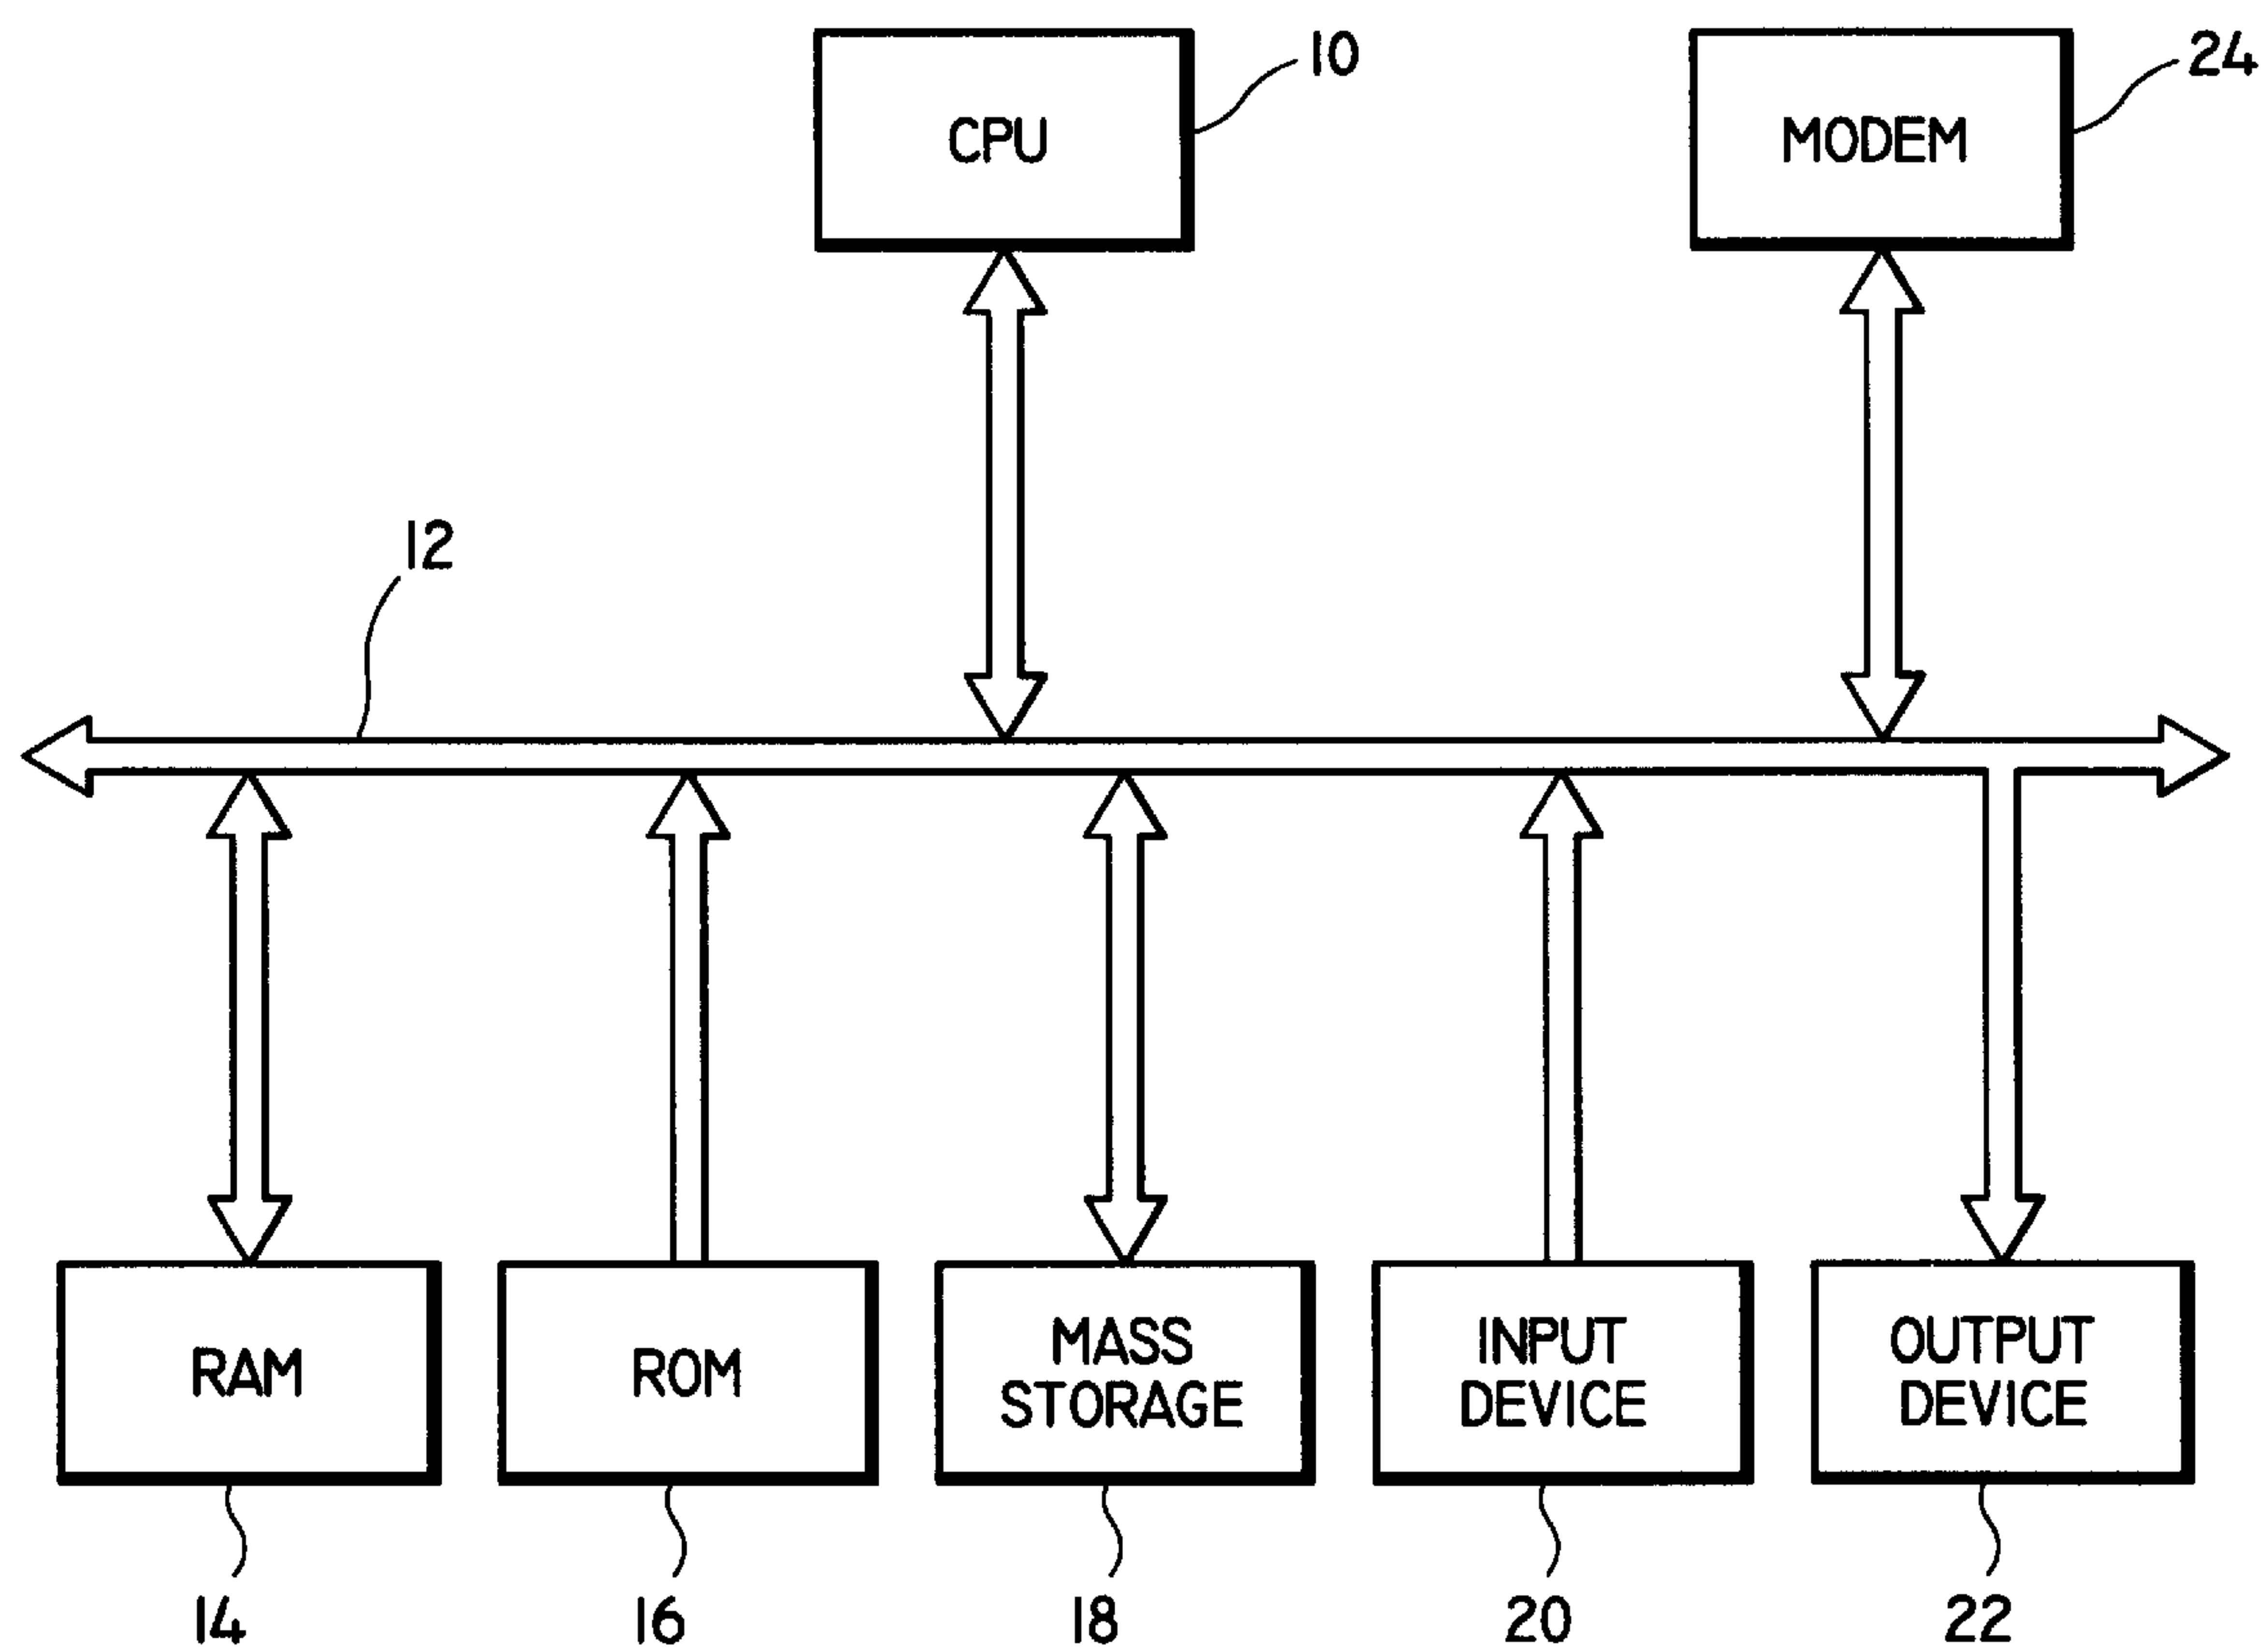 10
CPU
24
MODEM
12
RAM
ROM
MASS
STORAGE
INPUT
DEVICE
OUTPUT
DEVICE
14
16
18
20
22